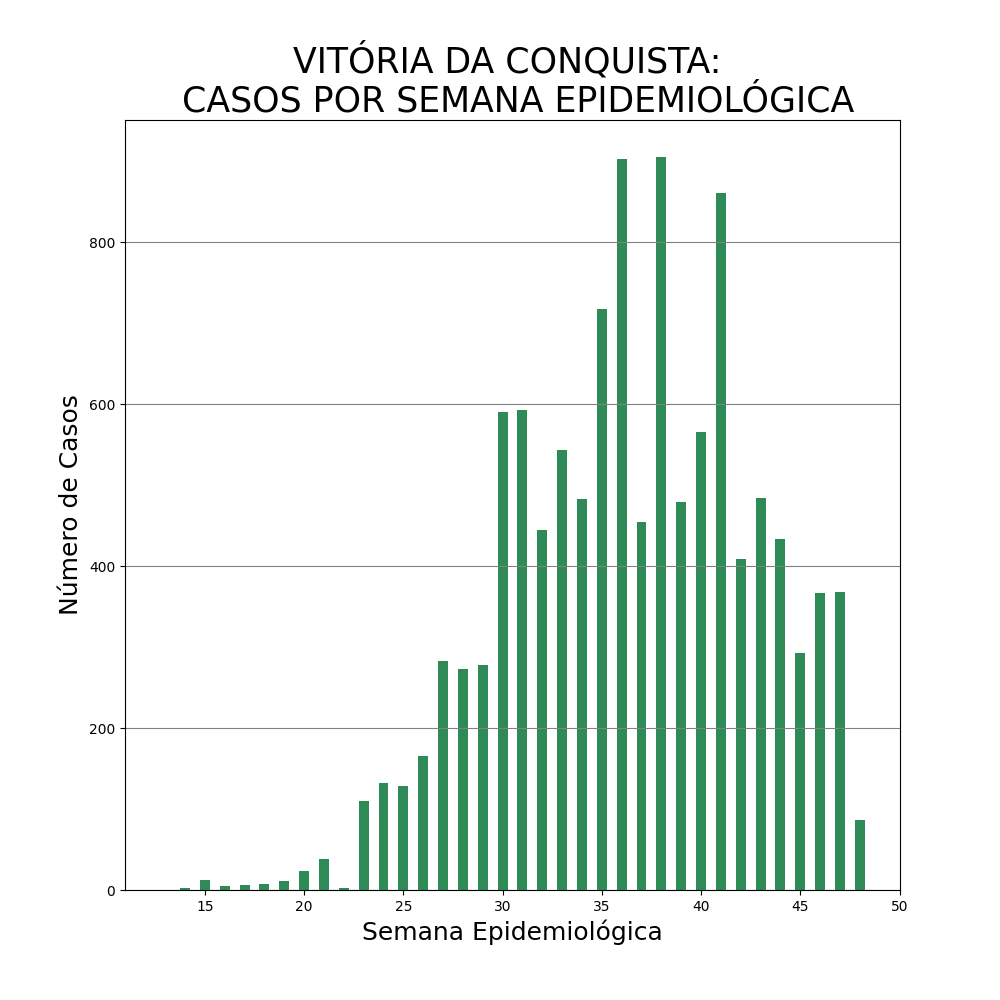 VITÓRIA DA CONQUISTA:
CASOS POR SEMANA EPIDEMIOLÓGICA
Número de Casos
800
600
400
200
0
15 20 25 30 35 40 45 50
Semana Epidemiológica